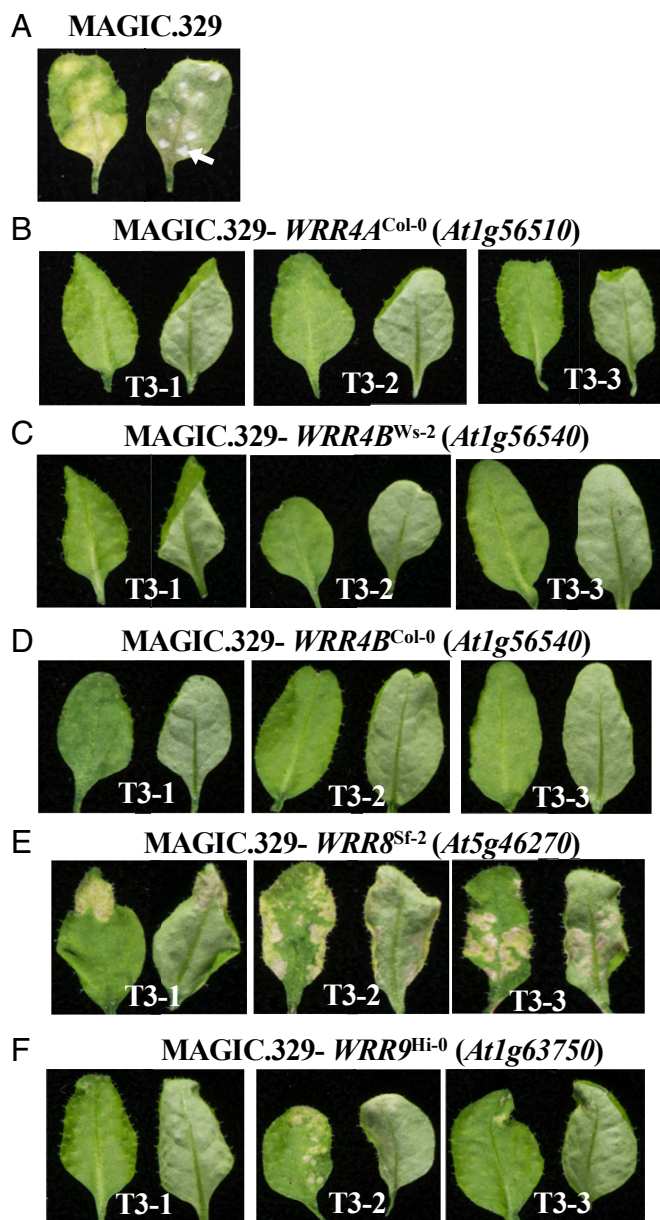 A
MAGIC.329
B
MAGIC.329- WRR4A^Col-0 (At1g56510)
T3-1 T3-2 T3-3
C
MAGIC.329- WRR4B^Ws-2 (At1g56540)
T3-1 T3-2 T3-3
D
MAGIC.329- WRR4B^Col-0 (At1g56540)
T3-1 T3-2 T3-3
E
MAGIC.329- WRR8^Sf-2 (At5g46270)
T3-1 T3-2 T3-3
F
MAGIC.329- WRR9^Hi-0 (At1g63750)
T3-1 T3-2 T3-3